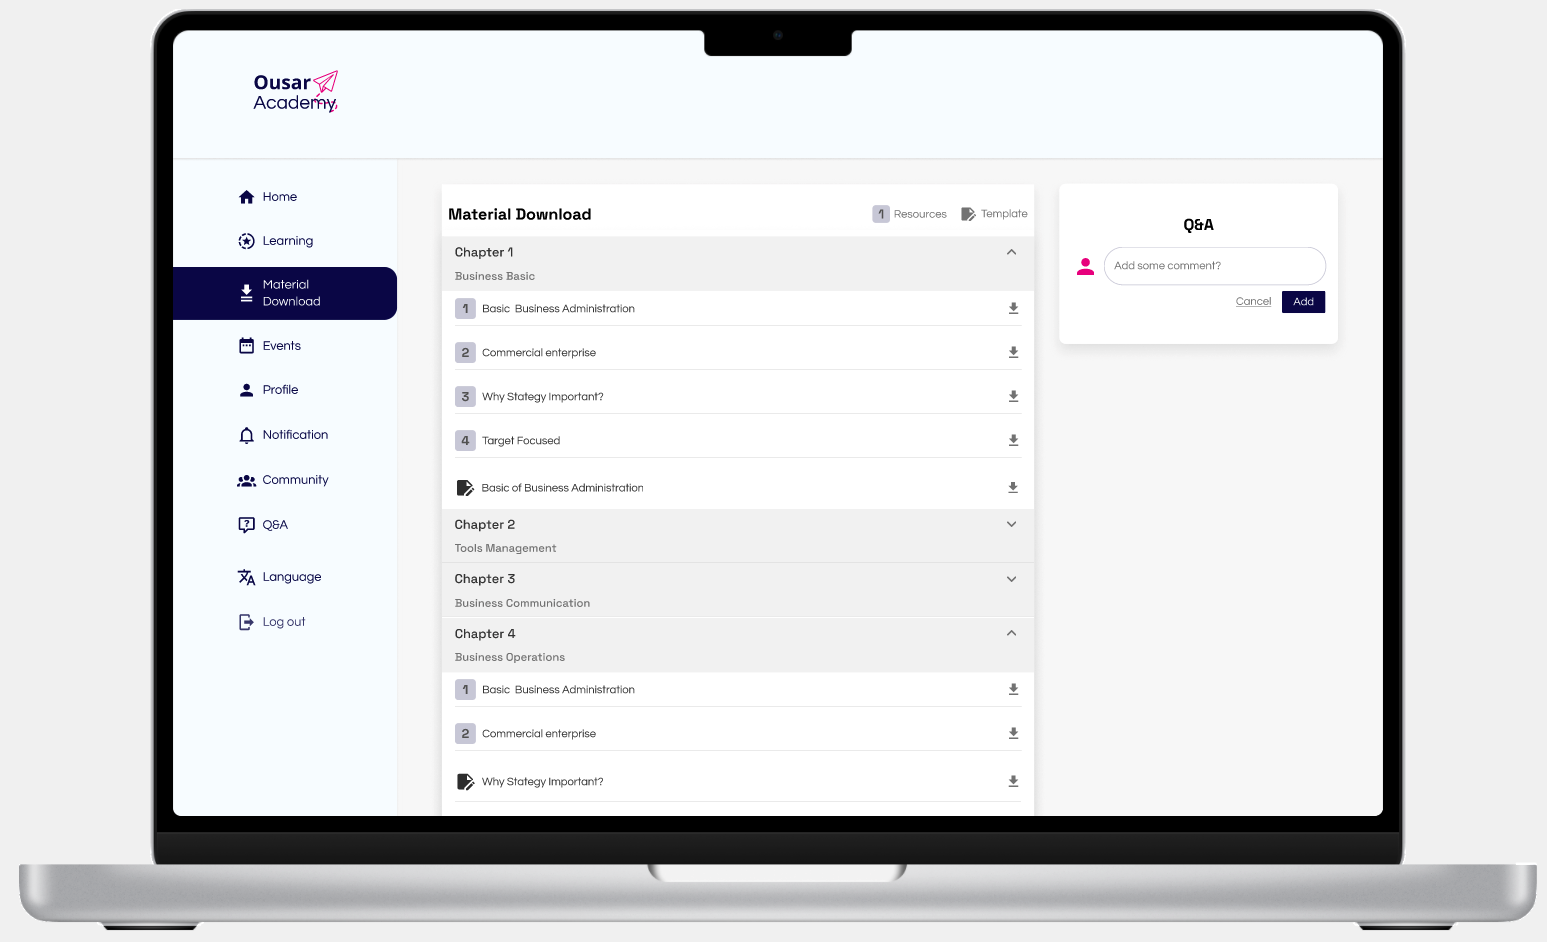 Ousar
Academy
Home
Learning
Material
Download
Events
Profile
Notification
Community
Q&A
Language
Log out
Material Download
1 Resources
Template
Chapter 1
Business Basic
1 Basic Business Administration
2 Commercial enterprise
3 Why Stategy Important?
4 Target Focused
Basic of Business Administration
Chapter 2
Tools Management
Chapter 3
Business Communication
Chapter 4
Business Operations
1 Basic Business Administration
2 Commercial enterprise
Why Stategy Important?
Q&A
Add some comment?
Cancel Add